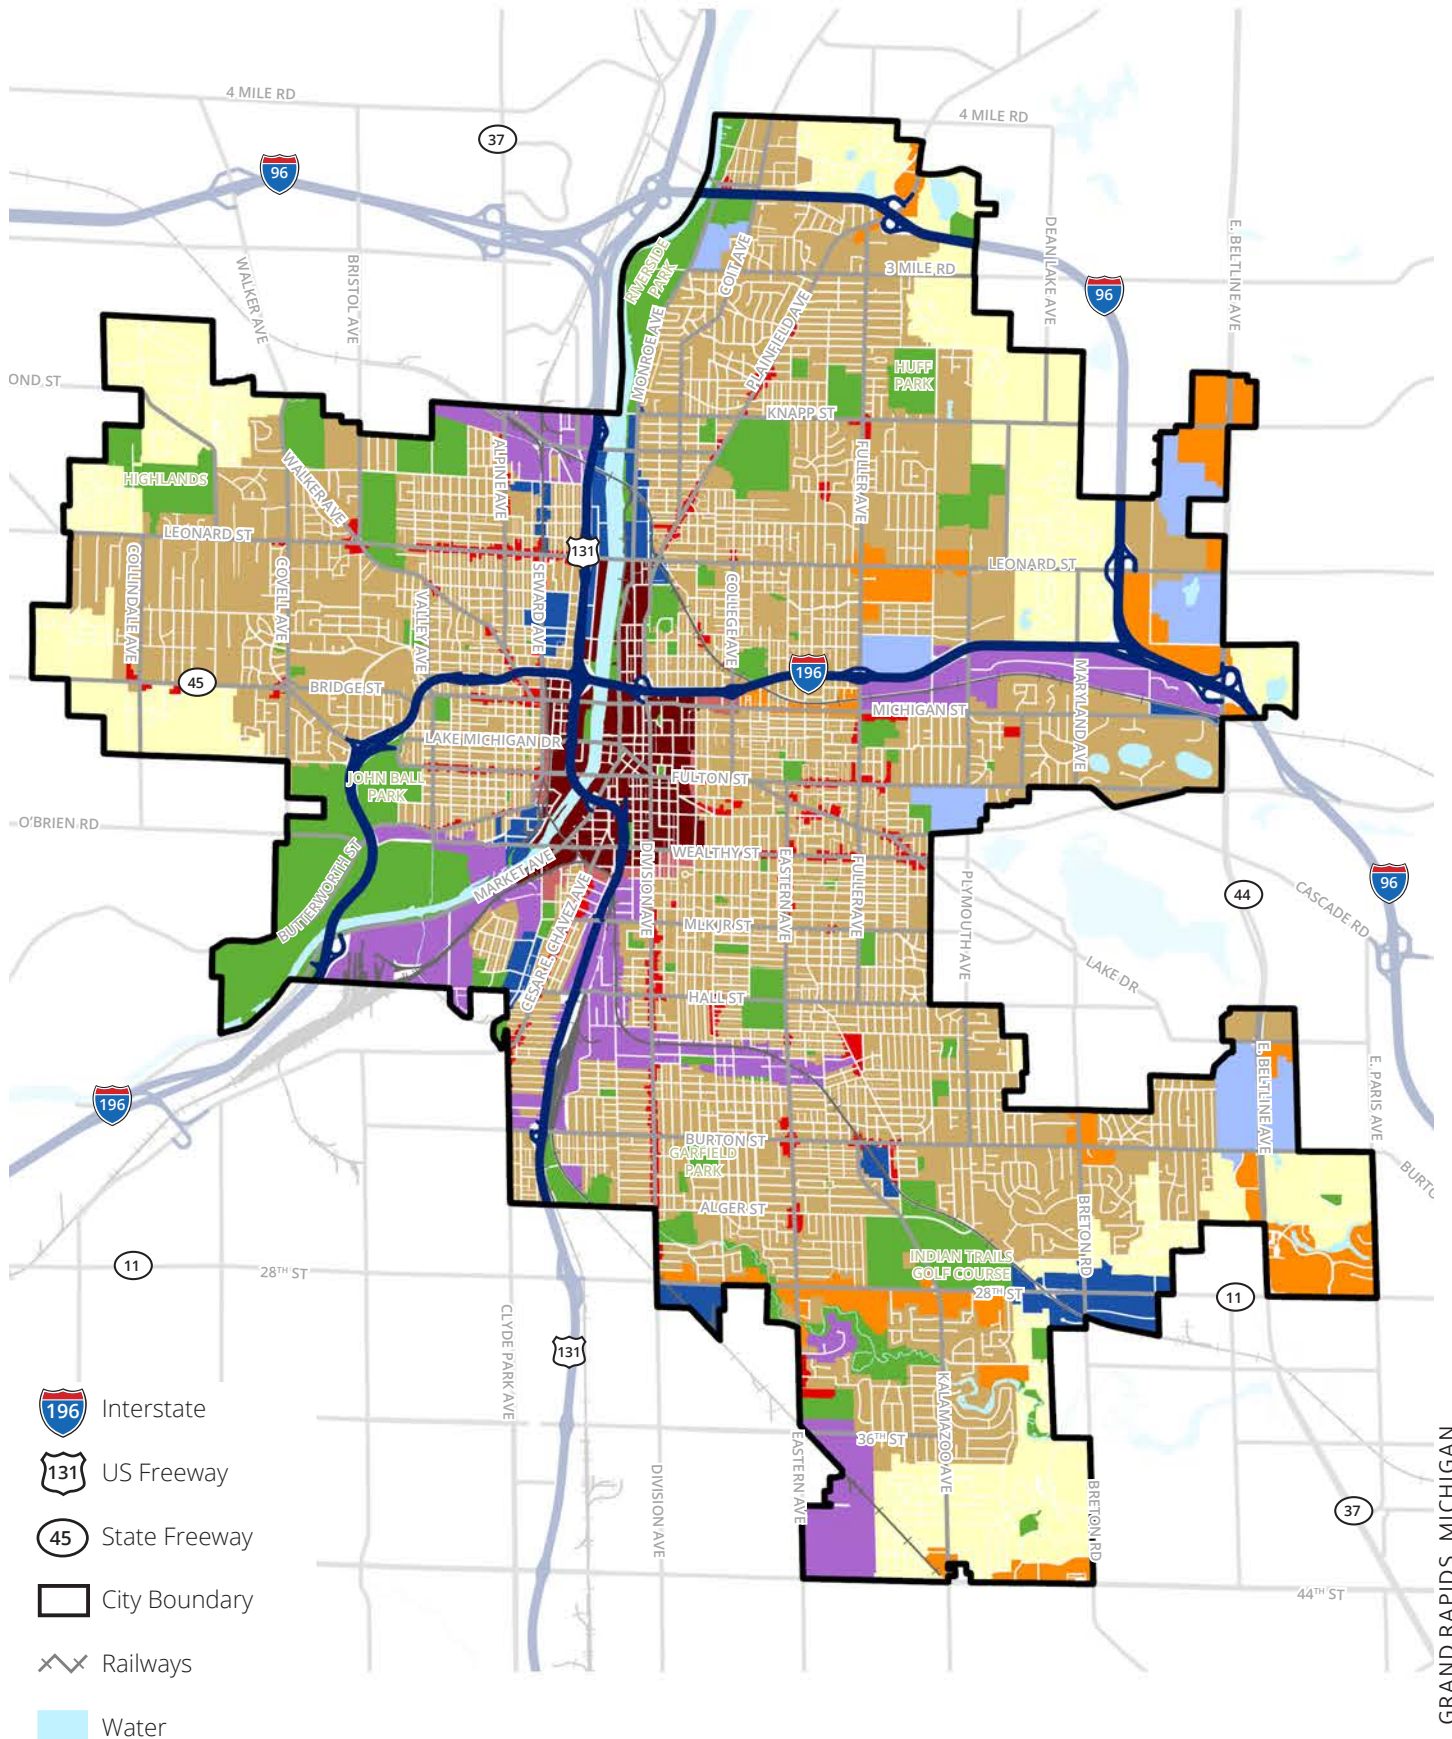 4 MILE RD
4 MILE RD
37
96
WALKER AVE
BRISTOL AVE
RIVERSIDE
PARK
COIT AVE
3 MILE RD
DEAN LAKE AVE
E. BELTLINE AVE
96
MONROE AVE
PLAINFIELD AVE
HUFF
PARK
OND ST
KNAPP ST
HIGHLANDS
WALKER AVE
ALPINE AVE
FULLER AVE
LEONARD ST
131
LEONARD ST
COLLINDALE AVE
COVELL AVE
VALLEY AVE
SEWARD AVE
COLLEGE AVE
196
MARYLAND AVE
45
BRIDGE ST
MICHIGAN ST
LAKE MICHIGAN DR
JOHN BALL
PARK
FULTON ST
O'BRIEN RD
BUTTERWORTH ST
MARKET AVE
WEALTHY ST
CESAR E. CHAVEZ AVE
DIVISION AVE
EASTERN AVE
FULLER AVE
PLYMOUTH AVE
44
CASCADE RD
96
MLK JR ST
LAKE DR
HALL ST
196
E. BELTLINE AVE
E. PARIS AVE
BURTON ST
GARFIELD
PARK
BURTO
ALGER ST
BRETON RD
INDIAN TRAILS
GOLF COURSE
11
28TH ST
28TH ST
11
CLYDE PARK AVE
131
KALAMAZOO AVE
36TH ST
DIVISION AVE
EASTERN AVE
BRETON RD
37
44TH ST
196 Interstate
131 US Freeway
45 State Freeway
City Boundary
Railways
Water
GRAND RAPIDS, MICHIGAN